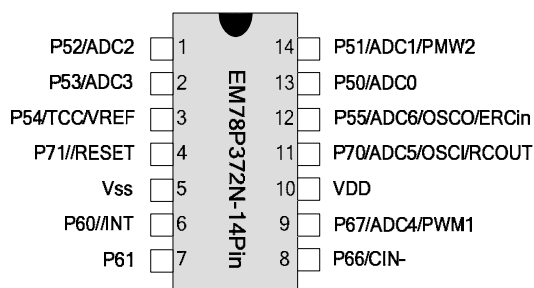 P52/ADC2 1 14 P51/ADC1/PMW2
P53/ADC3 2 13 P50/ADC0
P54/TCC/VREF 3 12 P55/ADC6/OSCO/ERCin
P71//RESET 4 11 P70/ADC5/OSCI/RCOUT
Vss 5 10 VDD
P60//INT 6 9 P67/ADC4/PWM1
P61 7 8 P66/CIN-
EM78P372N-14Pin